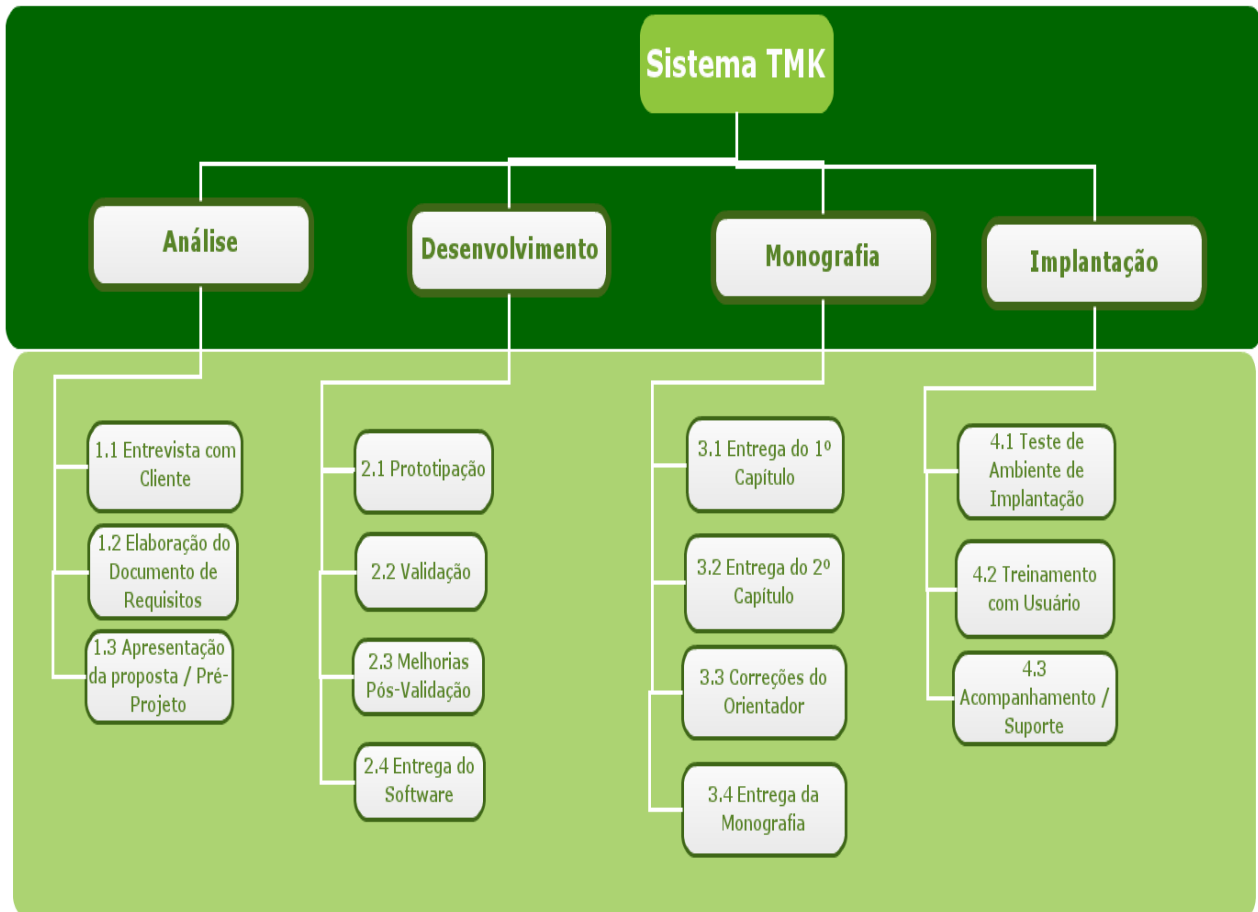 Sistema TMK
Análise
Desenvolvimento
Monografia
Implantação
1.1 Entrevista com
Cliente
1.2 Elaboração do
Documento de
Requisitos
1.3 Apresentação
da proposta / Pré-
Projeto
2.1 Prototipação
2.2 Validação
2.3 Melhorias
Pós-Validação
2.4 Entrega do
Software
3.1 Entrega do 1º
Capítulo
3.2 Entrega do 2º
Capítulo
3.3 Correções do
Orientador
3.4 Entrega da
Monografia
4.1 Teste de
Ambiente de
Implantação
4.2 Treinamento
com Usuário
4.3
Acompanhamento /
Suporte